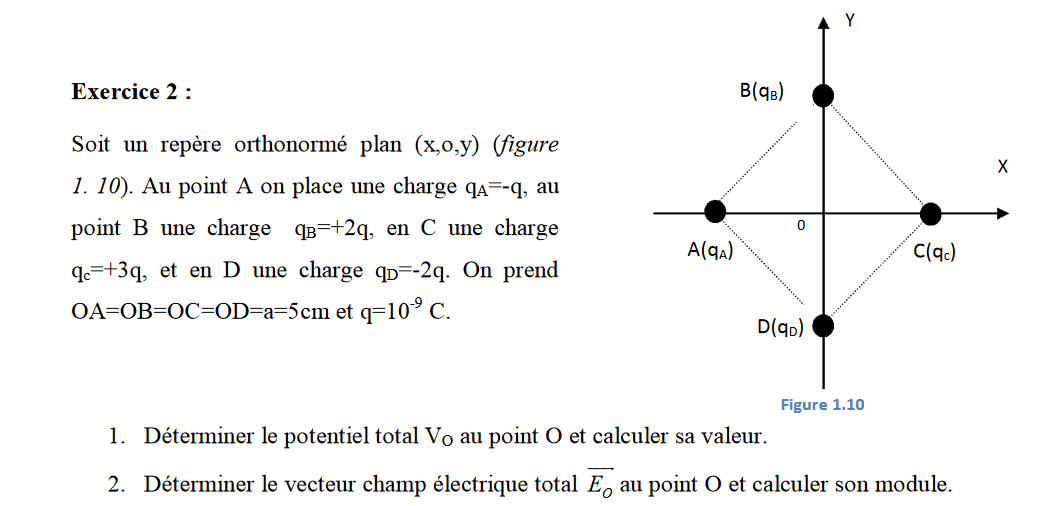 Exercice 2 :
Soit un repère orthonormé plan (x,o,y) (figure
1. 10). Au point A on place une charge qA=-q, au
point B une charge qB=+2q, en C une charge
qc=+3q, et en D une charge qD=-2q. On prend
OA=OB=OC=OD=a=5cm et q=10⁻⁹ C.
Y
B(qB)
X
0
A(qA)
C(qc)
D(qD)
Figure 1.10
1. Déterminer le potentiel total VO au point O et calculer sa valeur.
2. Déterminer le vecteur champ électrique total $\overrightarrow{E_o}$ au point O et calculer son module.